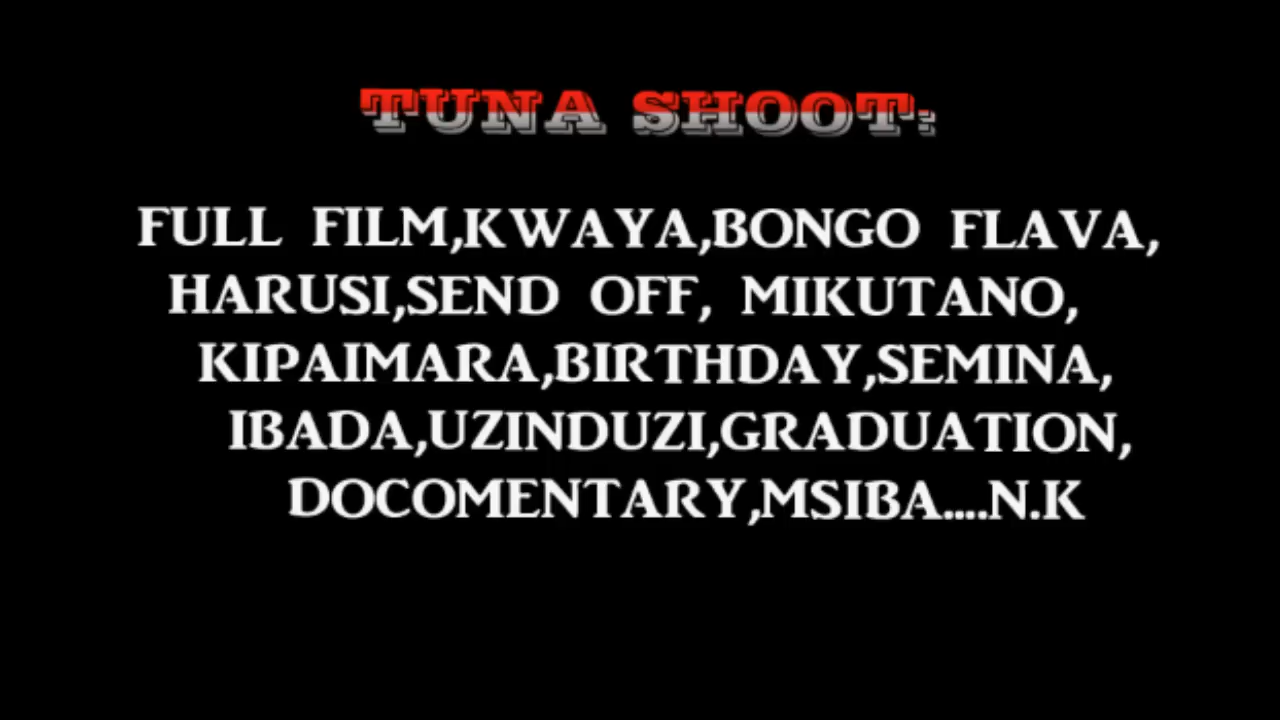 TUNA SHOOT:
FULL FILM,KWAYA,BONGO FLAVA,
HARUSI,SEND OFF, MIKUTANO,
KIPAIMARA,BIRTHDAY,SEMINA,
IBADA,UZINDUZI,GRADUATION,
DOCOMENTARY,MSIBA....N.K